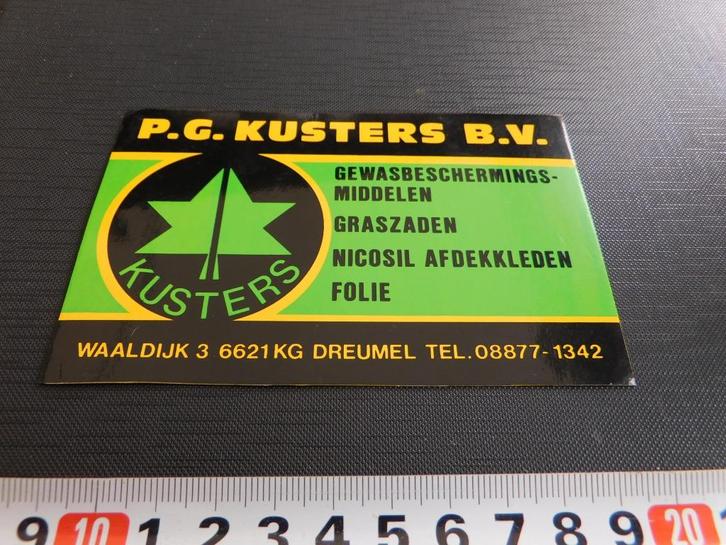 P.G. KUSTERS B.V.
GEWASBESCHERMINGS-
MIDDELEN
GRASZADEN
NICOSIL AFDEKKLEDEN
FOLIE
KUSTERS
WAALDIJK 3 6621KG DREUMEL TEL. 08877-1342
9 10 1 2 3 4 5 6 7 8 9 20 1